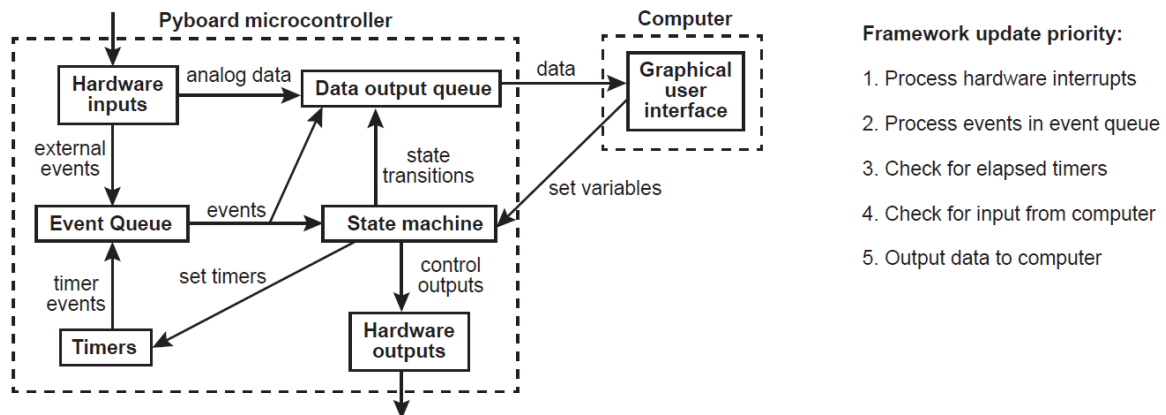 Pyboard microcontroller
Computer
Hardware
inputs
analog data
Data output queue
data
Graphical
user
interface
external
events
state
transitions
set variables
Event Queue
events
State machine
timer
events
set timers
control
outputs
Timers
Hardware
outputs
Framework update priority:
1. Process hardware interrupts
2. Process events in event queue
3. Check for elapsed timers
4. Check for input from computer
5. Output data to computer